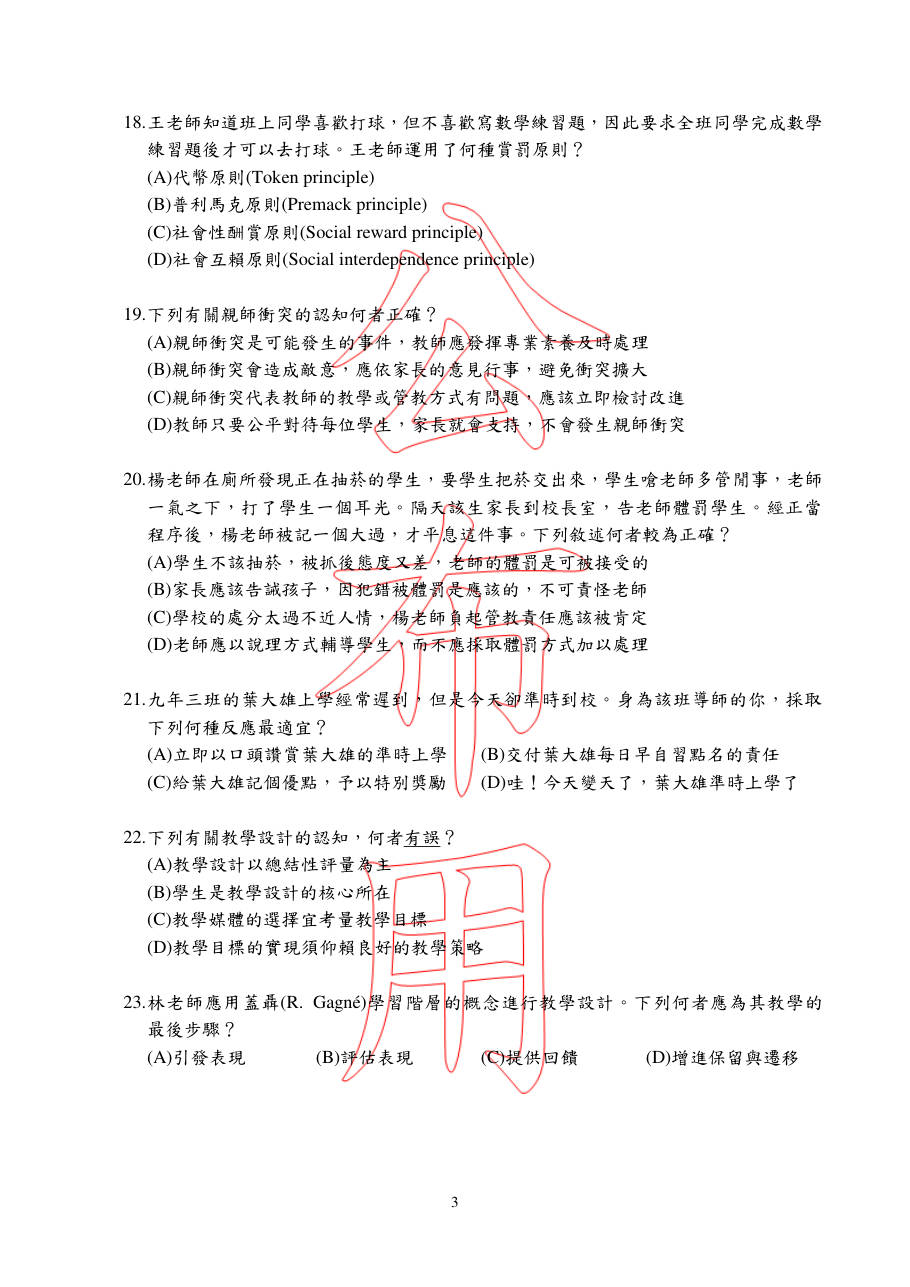 18.王老師知道班上同學喜歡打球，但不喜歡寫數學練習題，因此要求全班同學完成數學
練習題後才可以去打球。王老師運用了何種賞罰原則？
(A)代幣原則(Token principle)
(B)普利馬克原則(Premack principle)
(C)社會性酬賞原則(Social reward principle)
(D)社會互賴原則(Social interdependence principle)
19.下列有關親師衝突的認知何者正確？
(A)親師衝突是可能發生的事件，教師應發揮專業素養及時處理
(B)親師衝突會造成敵意，應依家長的意見行事，避免衝突擴大
(C)親師衝突代表教師的教學或管教方式有問題，應該立即檢討改進
(D)教師只要公平對待每位學生，家長就會支持，不會發生親師衝突
20.楊老師在廁所發現正在抽菸的學生，要學生把菸交出來，學生嗆老師多管閒事，老師
一氣之下，打了學生一個耳光。隔天該生家長到校長室，告老師體罰學生。經正當
程序後，楊老師被記一個大過，才平息這件事。下列敘述何者較為正確？
(A)學生不該抽菸，被抓後態度又差，老師的體罰是可被接受的
(B)家長應該告誡孩子，因犯錯被體罰是應該的，不可責怪老師
(C)學校的處分太過不近人情，楊老師負起管教責任應該被肯定
(D)老師應以說理方式輔導學生，而不應採取體罰方式加以處理
21.九年三班的葉大雄上學經常遲到，但是今天卻準時到校。身為該班導師的你，採取
下列何種反應最適宜？
(A)立即以口頭讚賞葉大雄的準時上學 (B)交付葉大雄每日早自習點名的責任
(C)給葉大雄記個優點，予以特別獎勵 (D)哇！今天變天了，葉大雄準時上學了
22.下列有關教學設計的認知，何者有誤？
(A)教學設計以總結性評量為主
(B)學生是教學設計的核心所在
(C)教學媒體的選擇宜考量教學目標
(D)教學目標的實現須仰賴良好的教學策略
23.林老師應用蓋聶(R. Gagné)學習階層的概念進行教學設計。下列何者應為其教學的
最後步驟？
(A)引發表現 (B)評估表現 (C)提供回饋 (D)增進保留與遷移
公布用
3